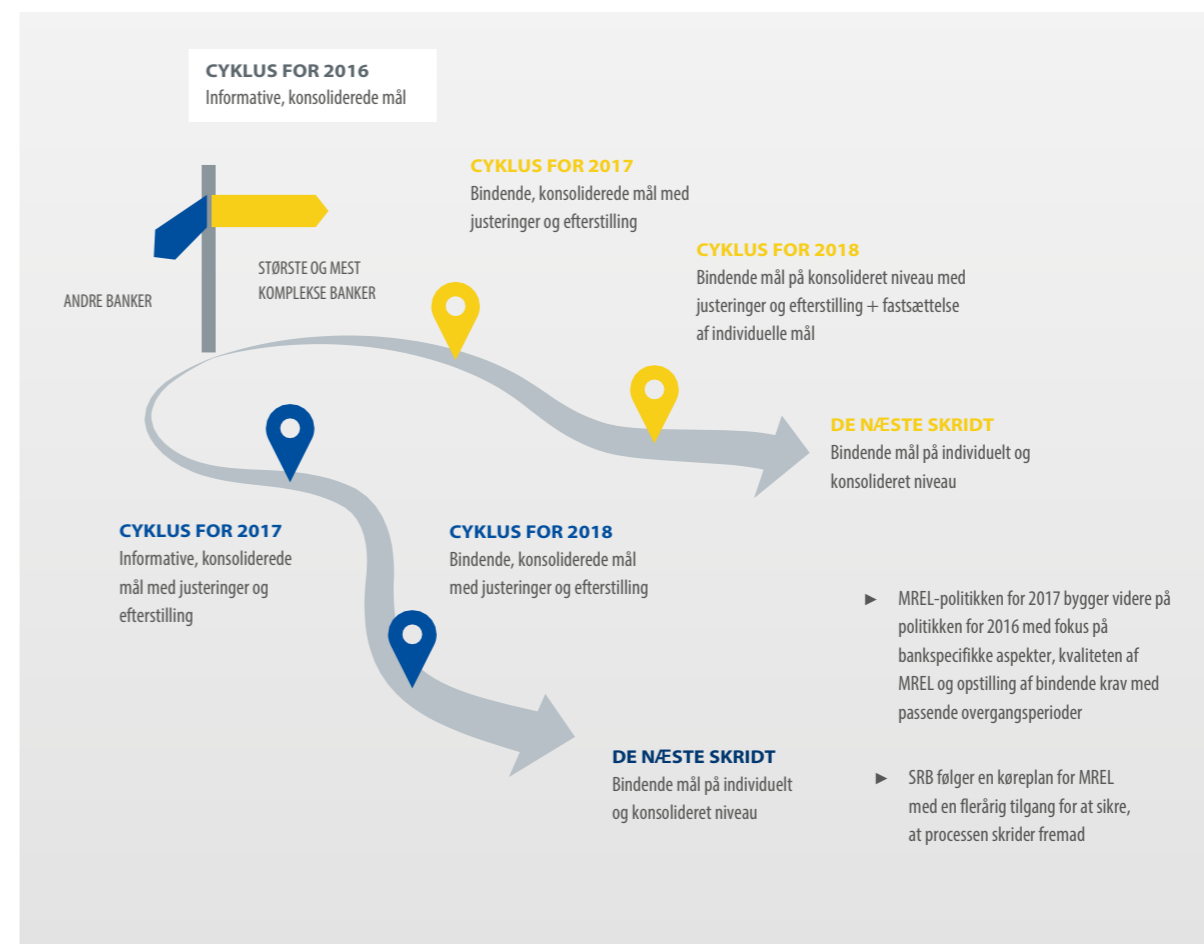 CYKLUS FOR 2016
Informative, konsoliderede mål
CYKLUS FOR 2017
Bindende, konsoliderede mål med
justeringer og efterstilling
CYKLUS FOR 2018
Bindende mål på konsolideret niveau med
justeringer og efterstilling + fastsættelse
af individuelle mål
STØRSTE OG MEST
KOMPLEKSE BANKER
ANDRE BANKER
DE NÆSTE SKRIDT
Bindende mål på individuelt og
konsolideret niveau
CYKLUS FOR 2017
Informative, konsoliderede
mål med justeringer og
efterstilling
CYKLUS FOR 2018
Bindende, konsoliderede mål
med justeringer og efterstilling
DE NÆSTE SKRIDT
Bindende mål på individuelt
og konsolideret niveau
► MREL-politikken for 2017 bygger videre på
politikken for 2016 med fokus på
bankspecifikke aspekter, kvaliteten af
MREL og opstilling af bindende krav med
passende overgangsperioder
► SRB følger en køreplan for MREL
med en flerårig tilgang for at sikre,
at processen skrider fremad